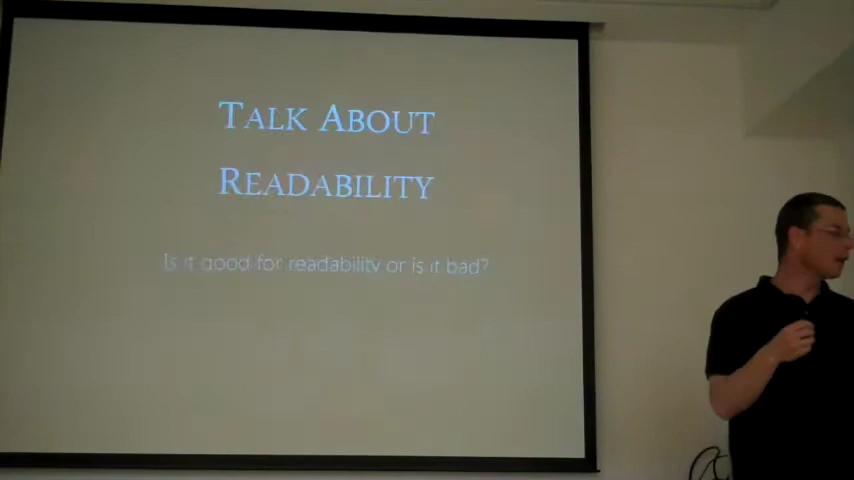 TALK ABOUT
READABILITY
Is it good for readability or is it bad?